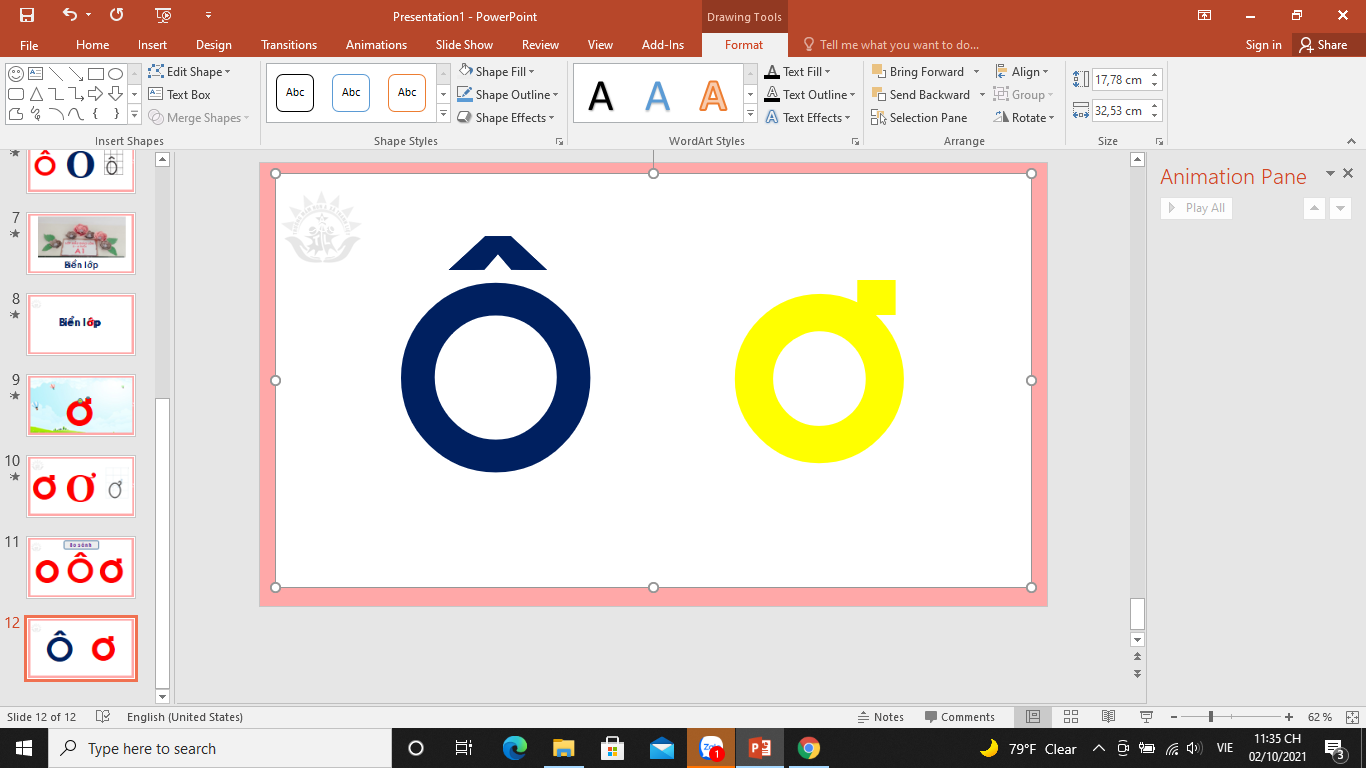 Presentation1 - PowerPoint
Drawing Tools
File Home Insert Design Transitions Animations Slide Show Review View Add-Ins Format Tell me what you want to do... Sign in Share
Edit Shape
Text Box
Merge Shapes
Insert Shapes
Abc Abc Abc
Shape Fill
Shape Outline
Shape Effects
Shape Styles
A A A
Text Fill
Text Outline
Text Effects
WordArt Styles
Bring Forward
Send Backward
Selection Pane
Align
Group
Rotate
Arrange
17,78 cm
32,53 cm
Size
Ô Ô Ô
7
Biển lớp
8
Biển lớp
9
ơ
10
ơ Ơ ơ
11
So sánh
o ô ơ
12
ô ơ
ô ơ
Animation Pane
Play All
Slide 12 of 12 English (United States) Notes Comments 62 %
Type here to search
79°F Clear
VIE
11:35 CH
02/10/2021
3
1